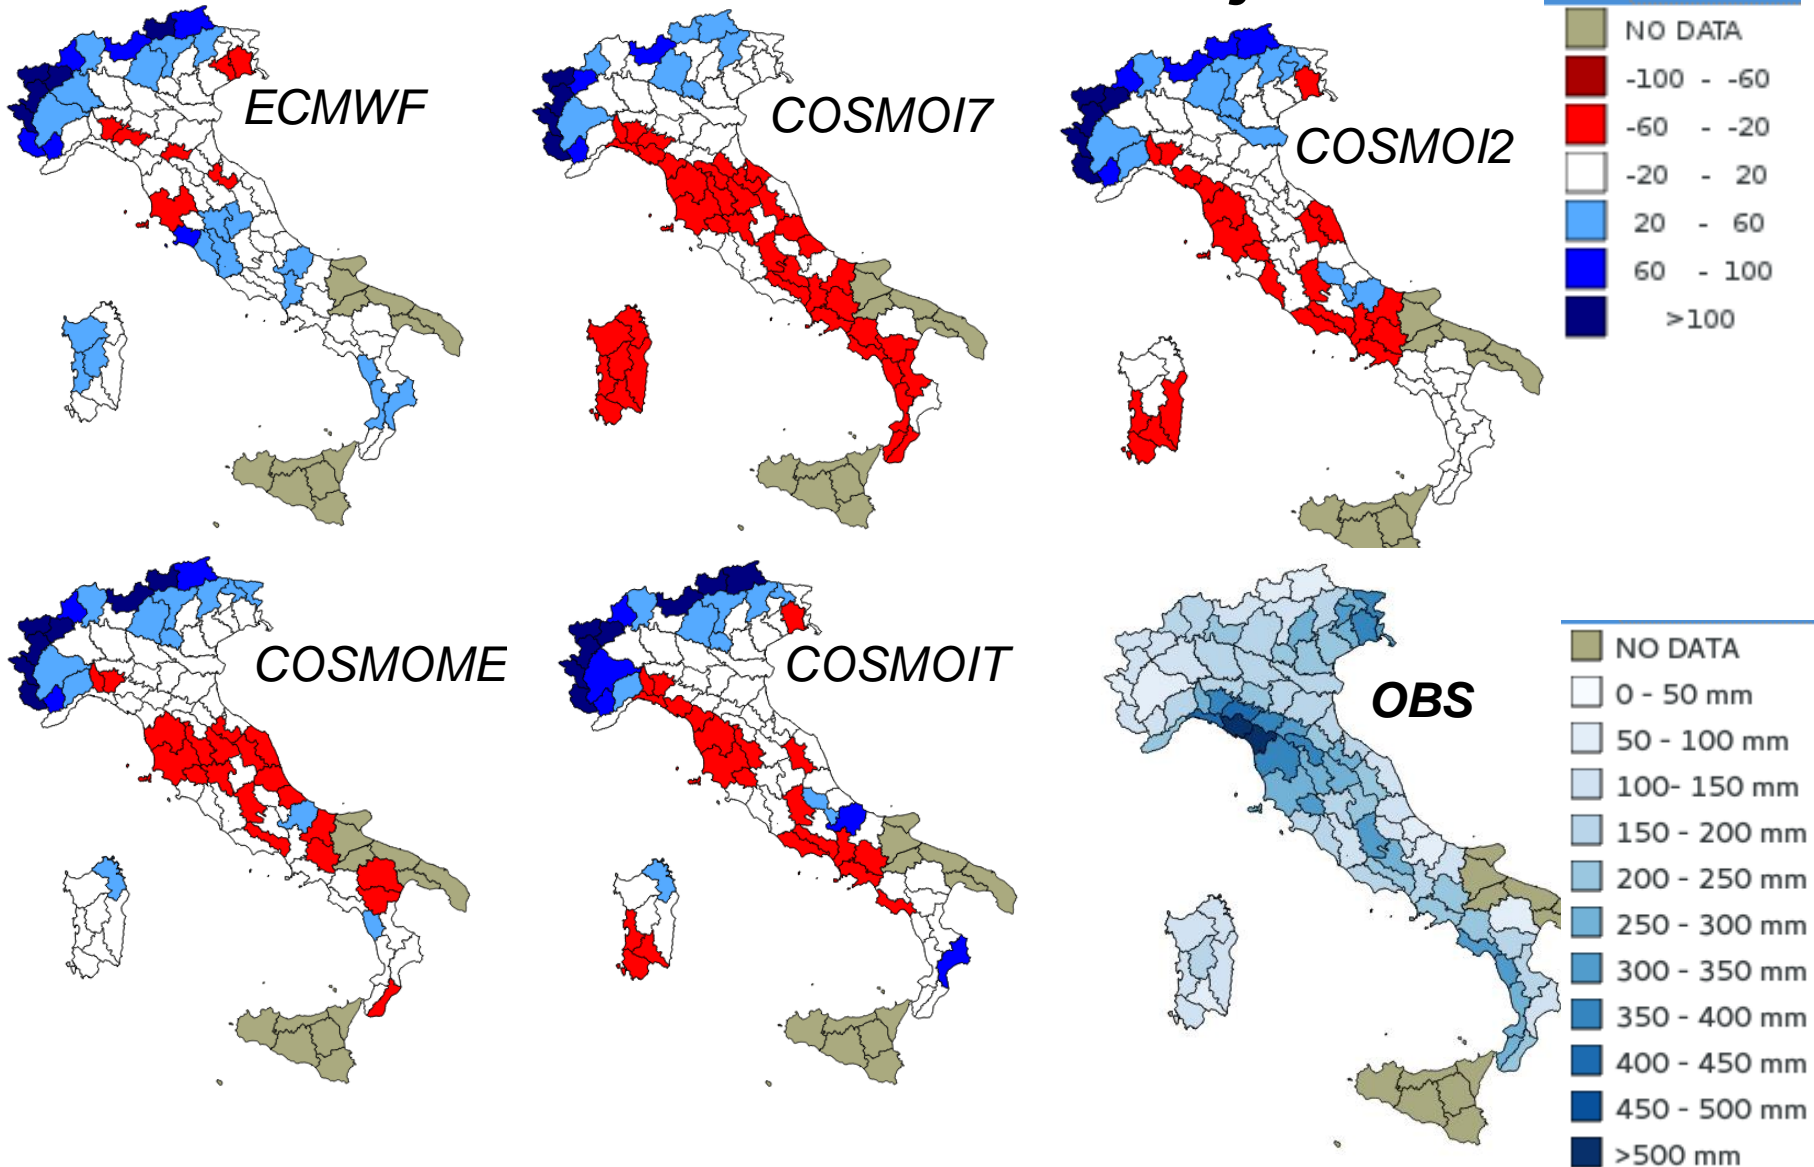 ECMWF
COSMOI7
COSMOI2
NO DATA
-100 - -60
-60 - -20
-20 - 20
20 - 60
60 - 100
>100
COSMOME
COSMOIT
OBS
NO DATA
0 - 50 mm
50 - 100 mm
100- 150 mm
150 - 200 mm
200 - 250 mm
250 - 300 mm
300 - 350 mm
350 - 400 mm
400 - 450 mm
450 - 500 mm
>500 mm